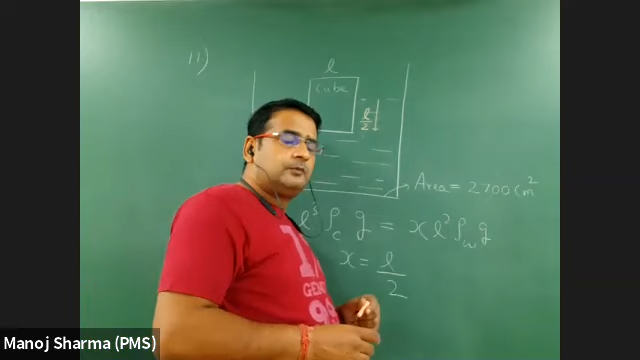 11)
l
cube
l/2
Area = 2700 cm²
l³ ρc g = x l² ρw g
x = l/2
Manoj Sharma (PMS)